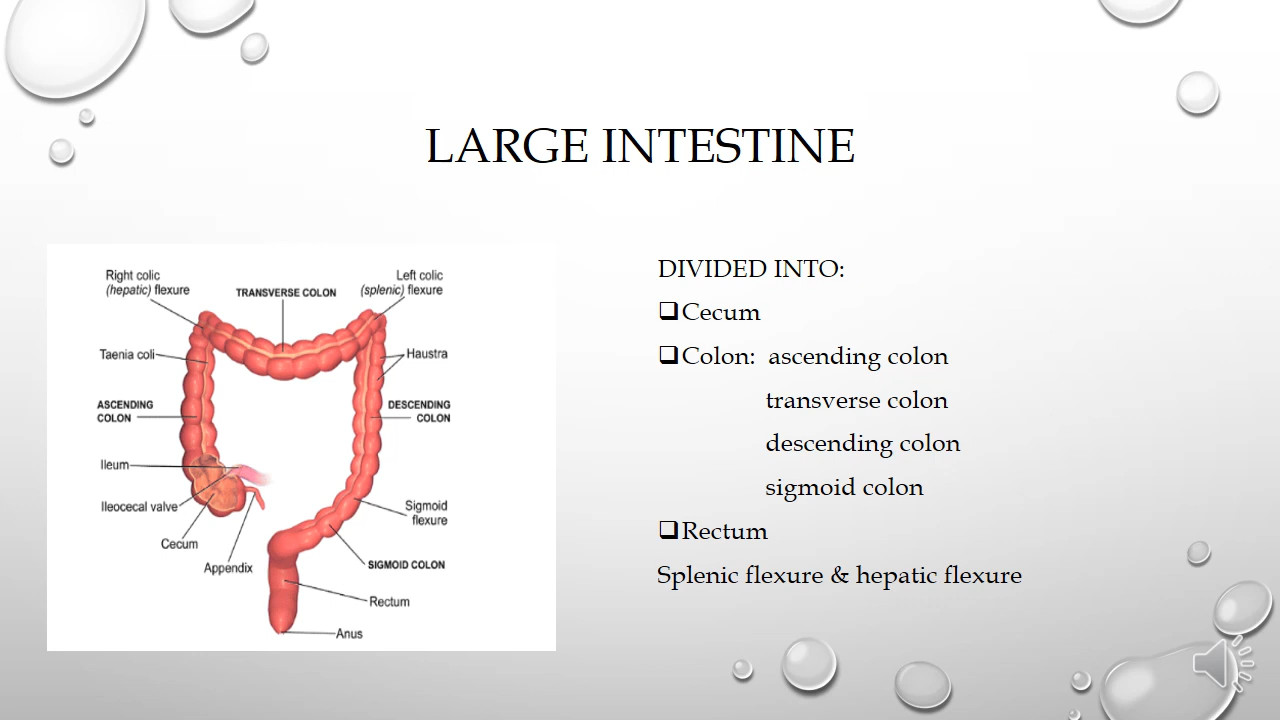 LARGE INTESTINE
Right colic
(hepatic) flexure
TRANSVERSE COLON
Left colic
(splenic) flexure
Taenia coli
Haustra
ASCENDING
COLON
DESCENDING
COLON
Ileum
Ileocecal valve
Cecum
Appendix
Sigmoid
flexure
SIGMOID COLON
Rectum
Anus
DIVIDED INTO:
❑Cecum
❑Colon: ascending colon
transverse colon
descending colon
sigmoid colon
❑Rectum
Splenic flexure & hepatic flexure